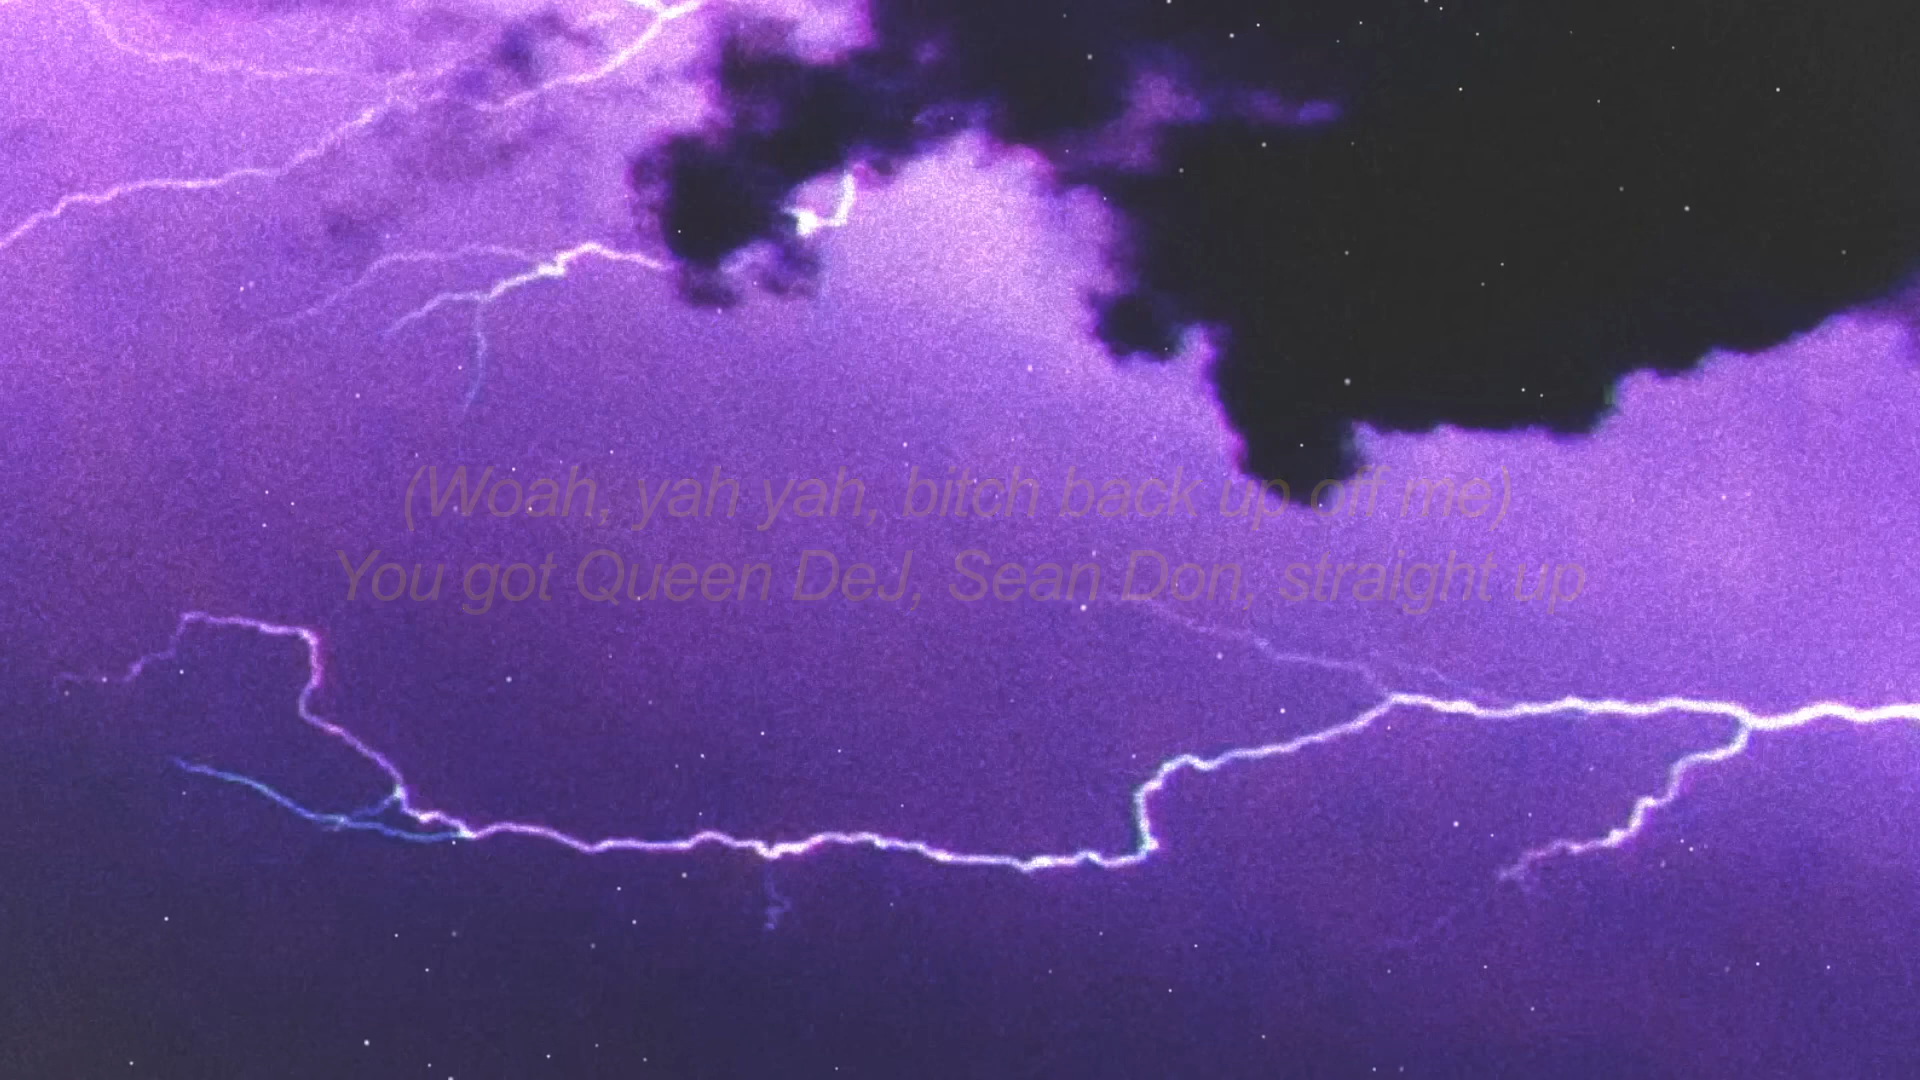 (Woah, yah yah, bitch back up off me)
You got Queen DeJ, Sean Don, straight up